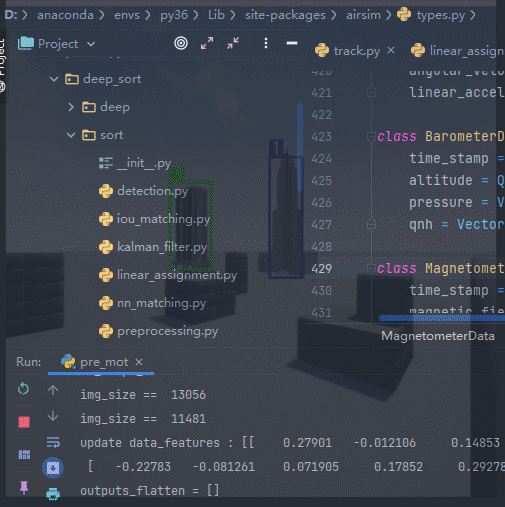 D: > anaconda > envs > py36 > Lib > site-packages > airsim > types.py
Project
track.py × linear_assign
Project
deep_sort
deep
sort
__init__.py
detection.py
iou_matching.py
kalman_filter.py
linear_assignment.py
nn_matching.py
preprocessing.py
420 angular_velo
421 linear_accel
422
423 class BarometerD
424 time_stamp =
425 altitude = Q
426 pressure = V
427 qnh = Vector
428
429 class Magnetomet
430 time_stamp =
431 magnetic_fie
MagnetometerData
1
Run: pre_mot ×
img_size == 13056
img_size == 11481
update data_features : [[ 0.27901 -0.012106 0.14853
[ -0.22783 -0.081261 0.071905 0.17852 0.29278
outputs_flatten = []